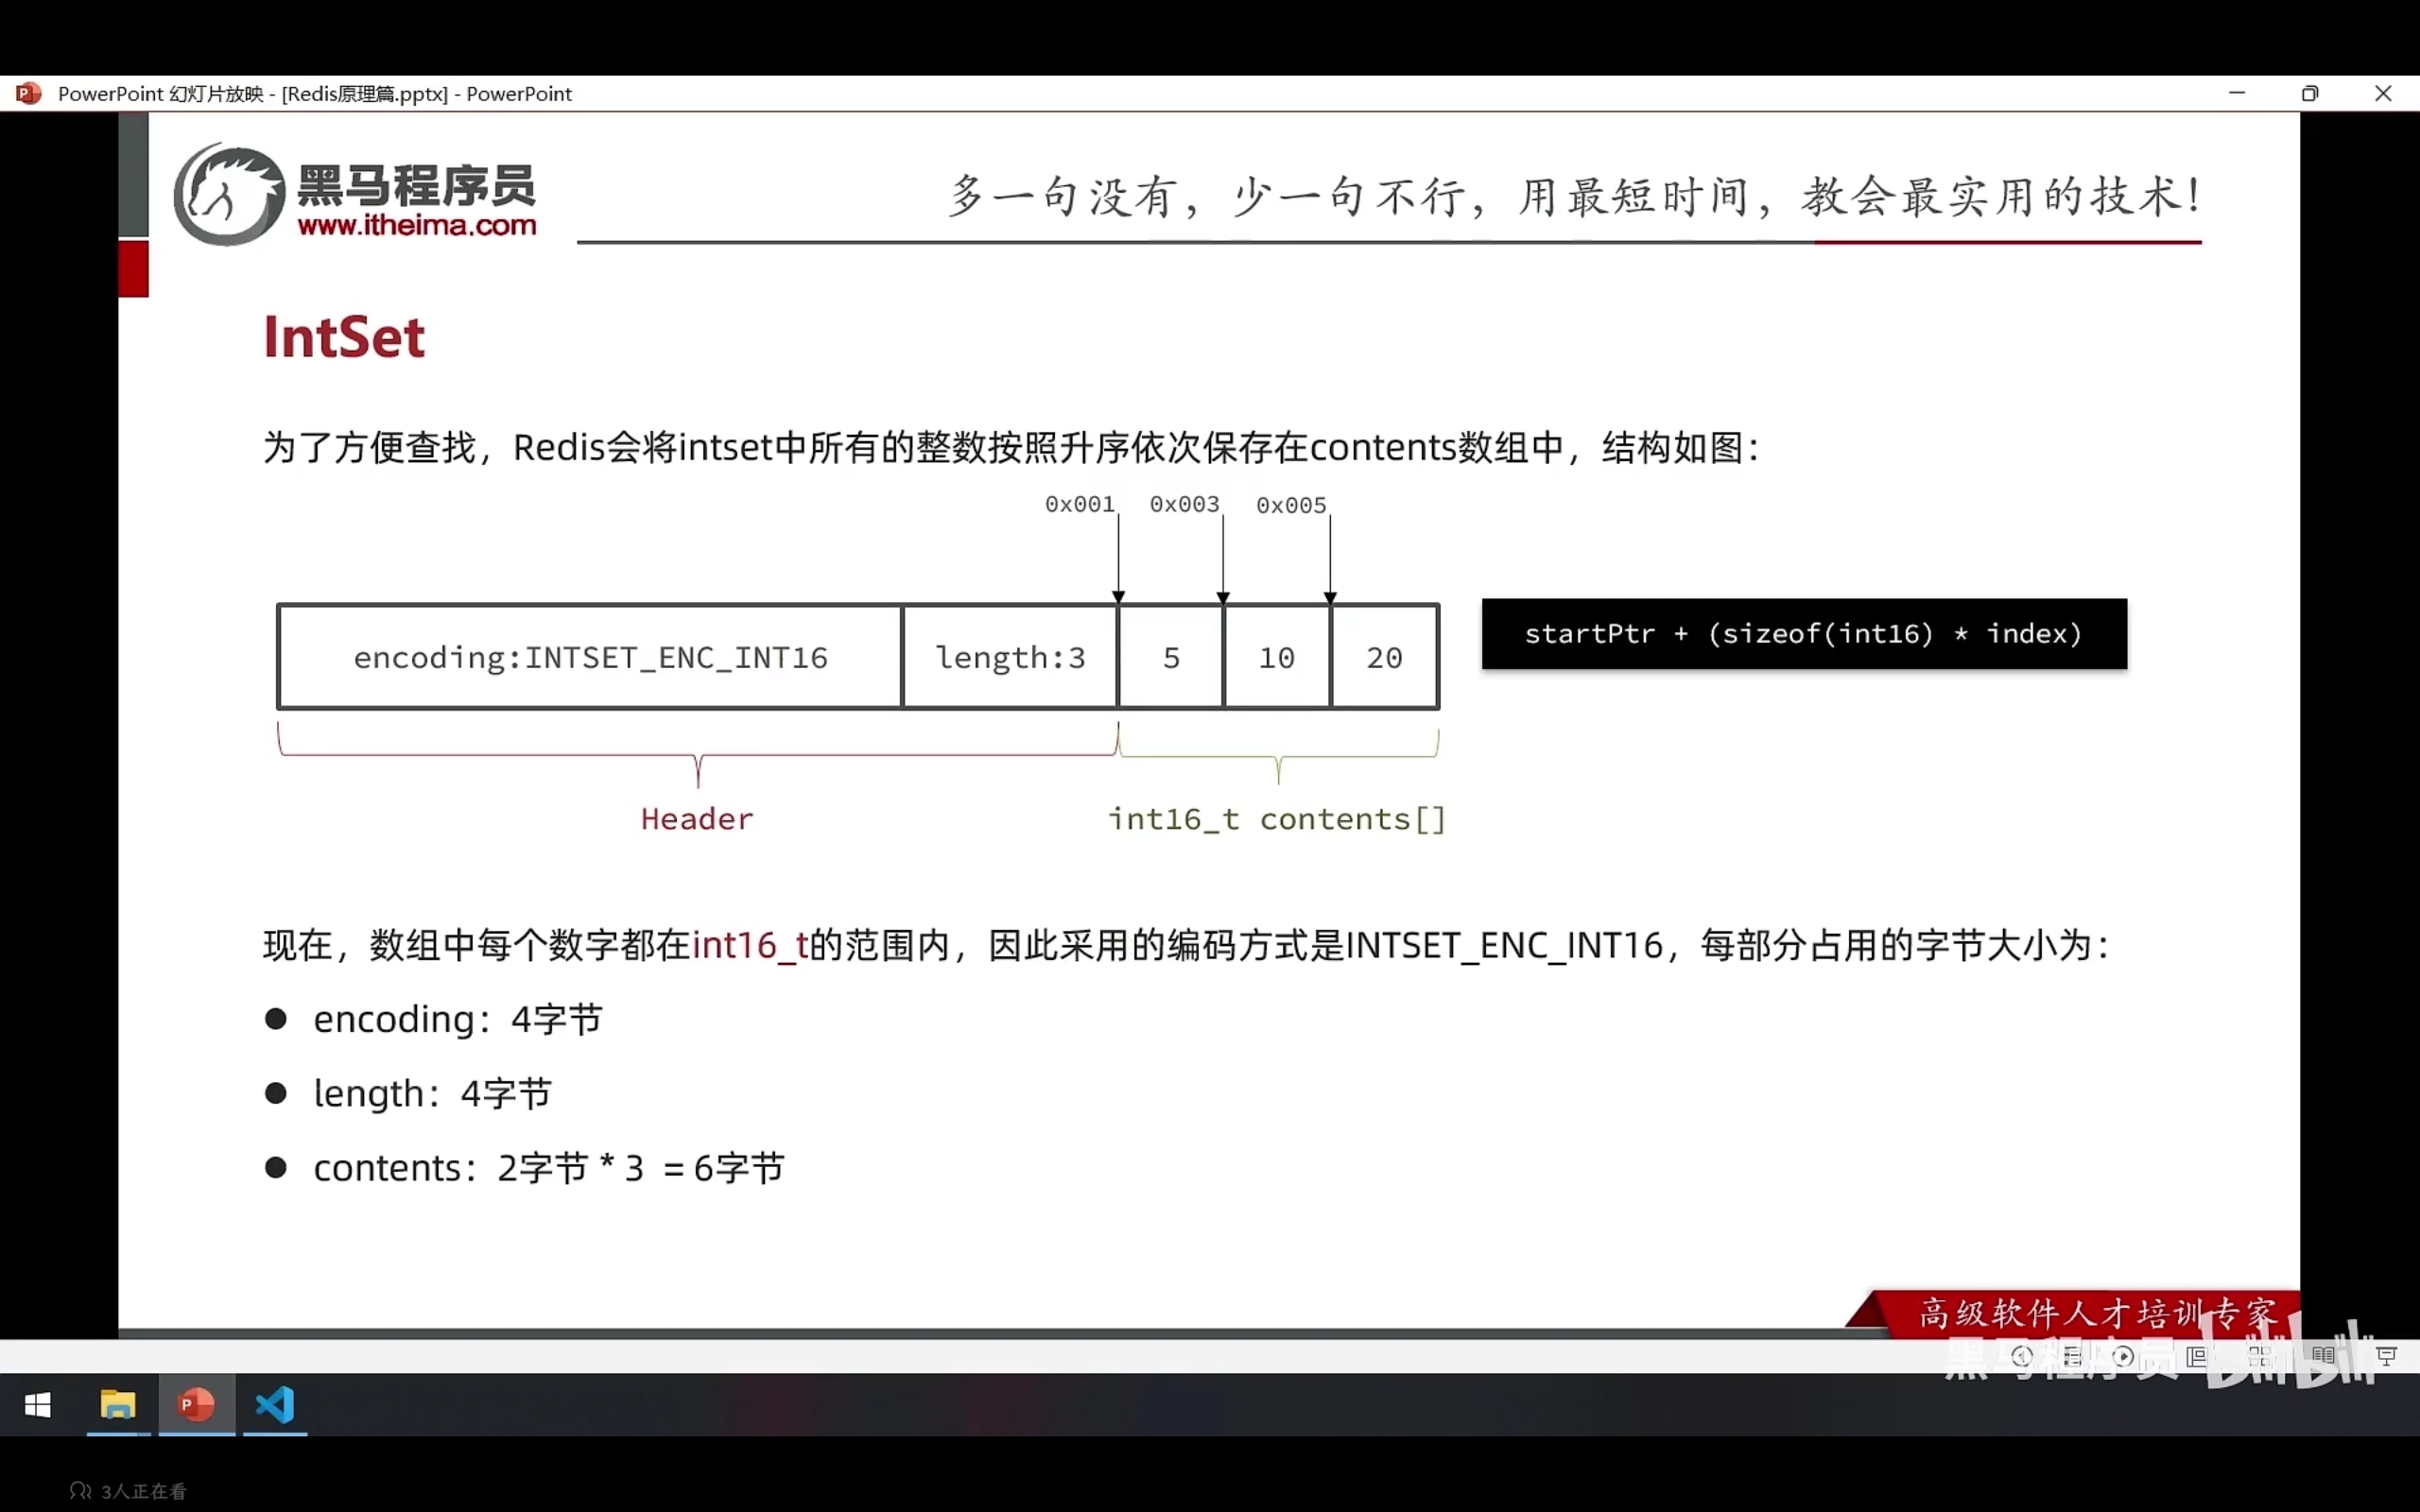 PowerPoint 幻灯片放映 - [Redis原理篇.pptx] - PowerPoint
黑马程序员
www.itheima.com
多一句没有，少一句不行，用最短时间，教会最实用的技术！
IntSet
为了方便查找，Redis会将intset中所有的整数按照升序依次保存在contents数组中，结构如图：
0x001 0x003 0x005
encoding:INTSET_ENC_INT16 length:3 5 10 20
startPtr + (sizeof(int16) * index)
Header int16_t contents[]
现在，数组中每个数字都在int16_t的范围内，因此采用的编码方式是INTSET_ENC_INT16，每部分占用的字节大小为：
● encoding：4字节
● length：4字节
● contents：2字节 * 3 = 6字节
高级软件人才培训专家
黑马程序员 bilibili
3人正在看